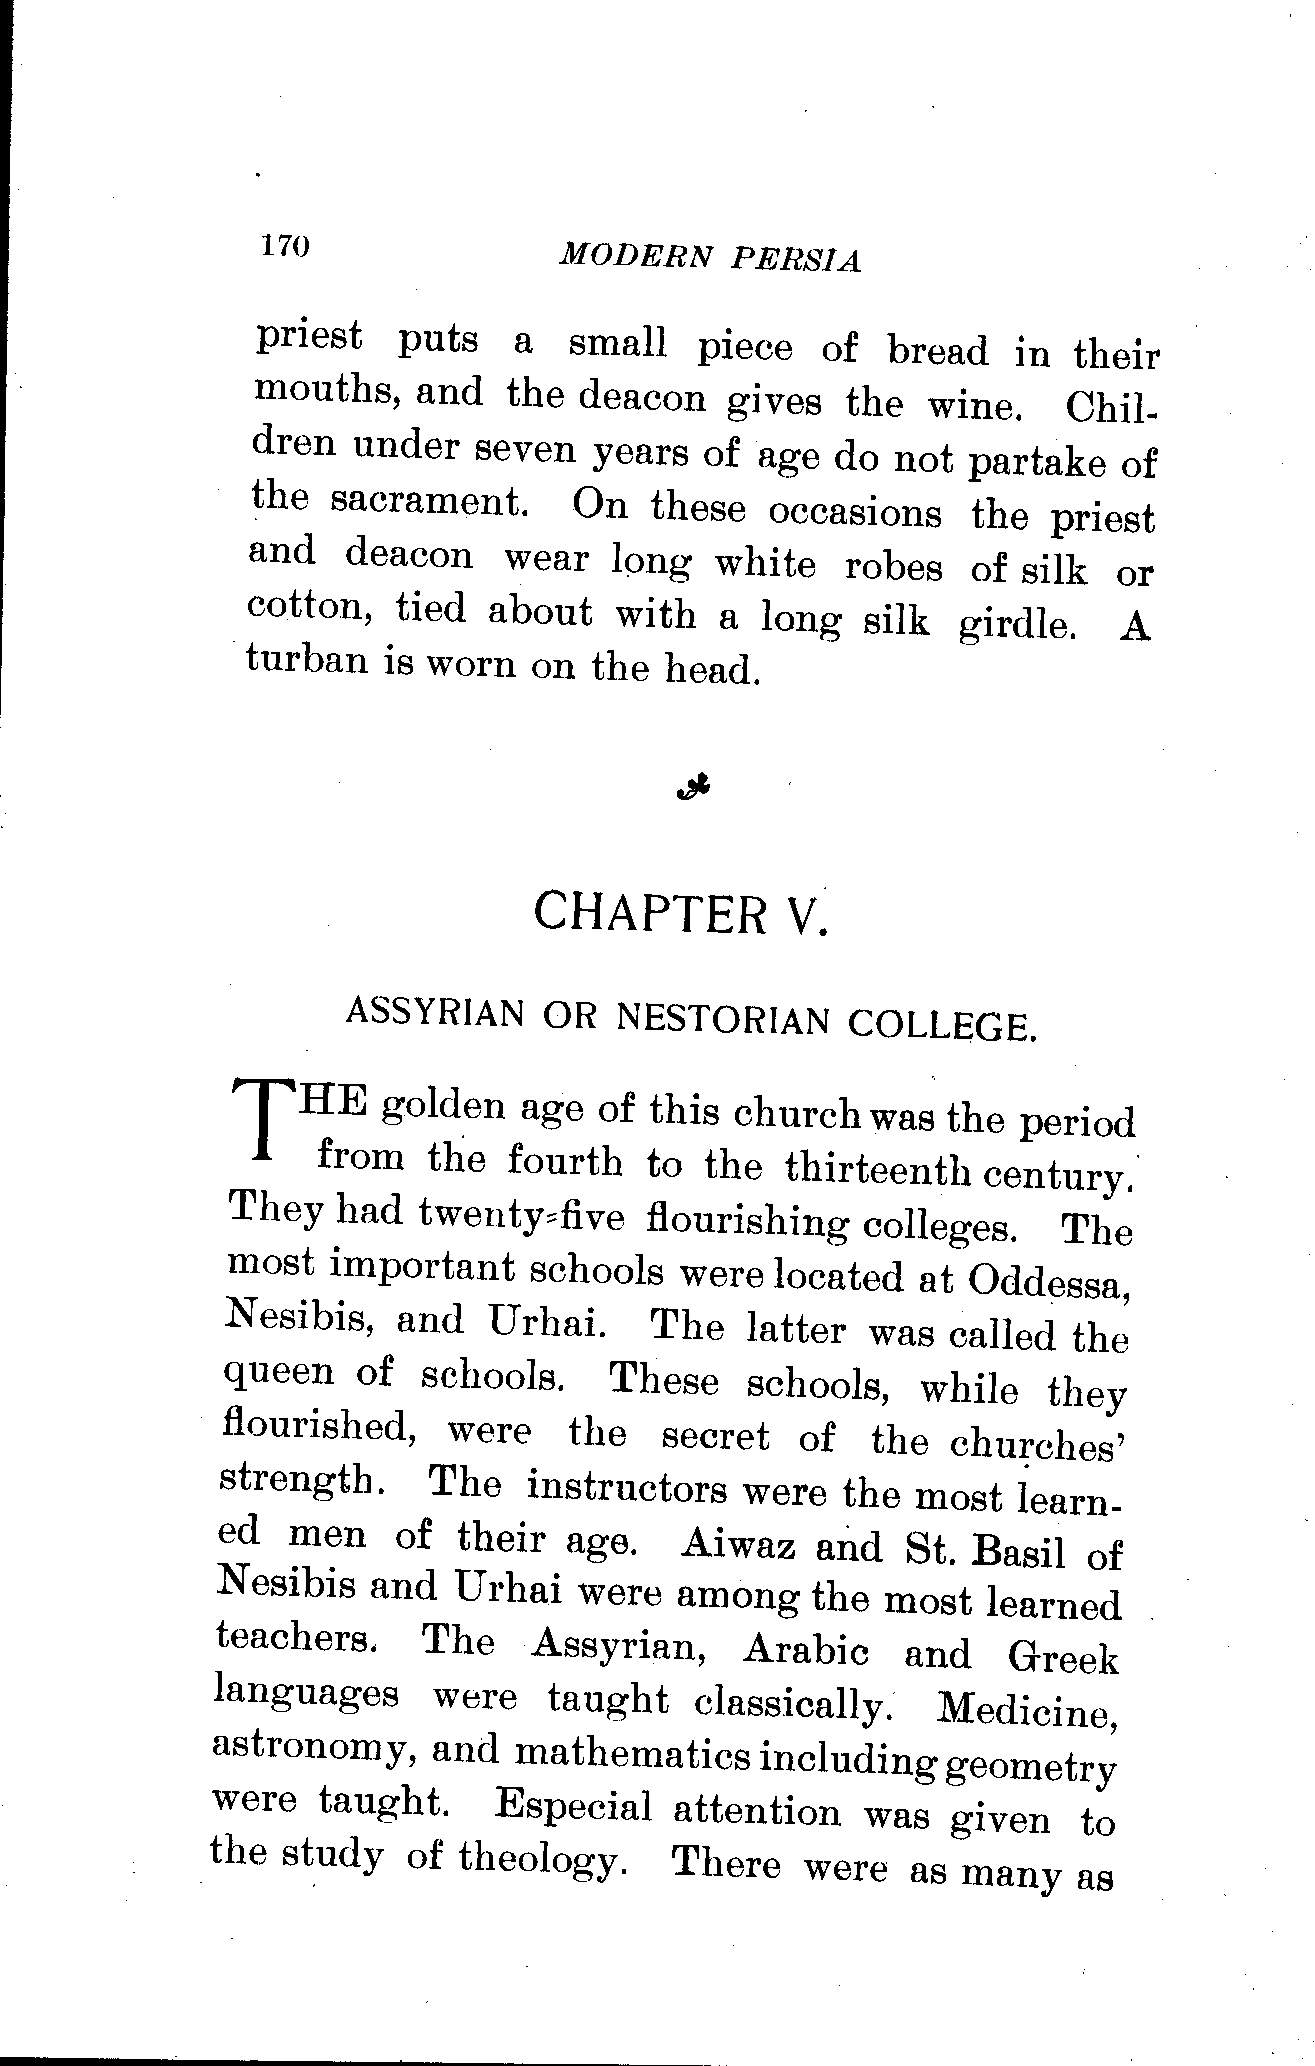 170 MODERN PERSIA
priest puts a small piece of bread in their
mouths, and the deacon gives the wine. Chil-
dren under seven years of age do not partake of
the sacrament. On these occasions the priest
and deacon wear long white robes of silk or
cotton, tied about with a long silk girdle. A
turban is worn on the head.
CHAPTER V.
ASSYRIAN OR NESTORIAN COLLEGE.
THE golden age of this church was the period
from the fourth to the thirteenth century.
They had twenty-five flourishing colleges. The
most important schools were located at Oddessa,
Nesibis, and Urhai. The latter was called the
queen of schools. These schools, while they
flourished, were the secret of the churches'
strength. The instructors were the most learn-
ed men of their age. Aiwaz and St. Basil of
Nesibis and Urhai were among the most learned
teachers. The Assyrian, Arabic and Greek
languages were taught classically. Medicine,
astronomy, and mathematics including geometry
were taught. Especial attention was given to
the study of theology. There were as many as